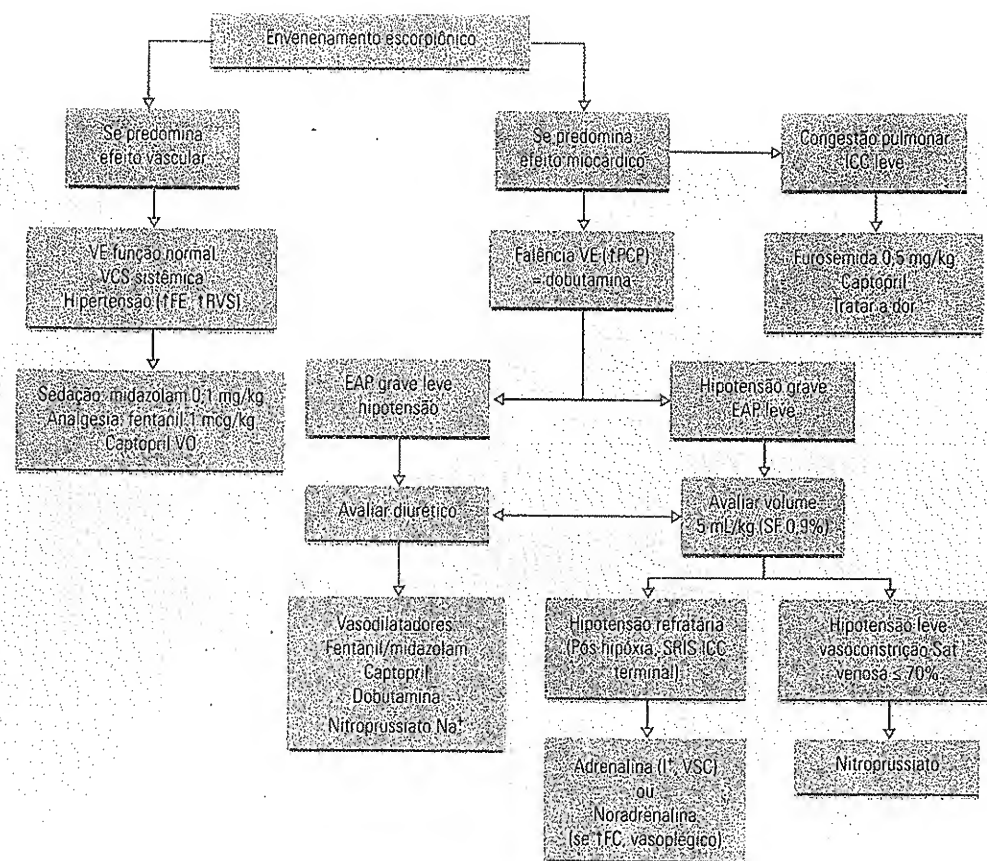 Envenenamento escorpiônico
Se predomina
efeito vascular
Se predomina
efeito miocárdico
Congestão pulmonar
ICC leve
VE função normal
VCS sistêmica
Hipertensão (↑FE, ↑RVS)
Falência VE (↑PCP)
= dobutamina
Furosemida 0,5 mg/kg
Captopril
Tratar a dor
Sedação: midazolam 0,1 mg/kg
Analgesia: fentanil 1 mcg/kg
Captopril VO
EAP grave leve
hipotensão
Hipotensão grave
EAP leve
Avaliar diurético
Avaliar volume
5 mL/kg (SF 0,9%)
Vasodilatadores
Fentanil/midazolam
Captopril
Dobutamina
Nitroprussiato Na⁺
Hipotensão refratária
(Pós hipóxia, SRIS ICC
terminal)
Hipotensão leve
vasoconstrição Sat
venosa ≤ 70%
Adrenalina (I⁺, VSC)
ou
Noradrenalina
(se ↑FC, vasoplégico)
Nitroprussiato